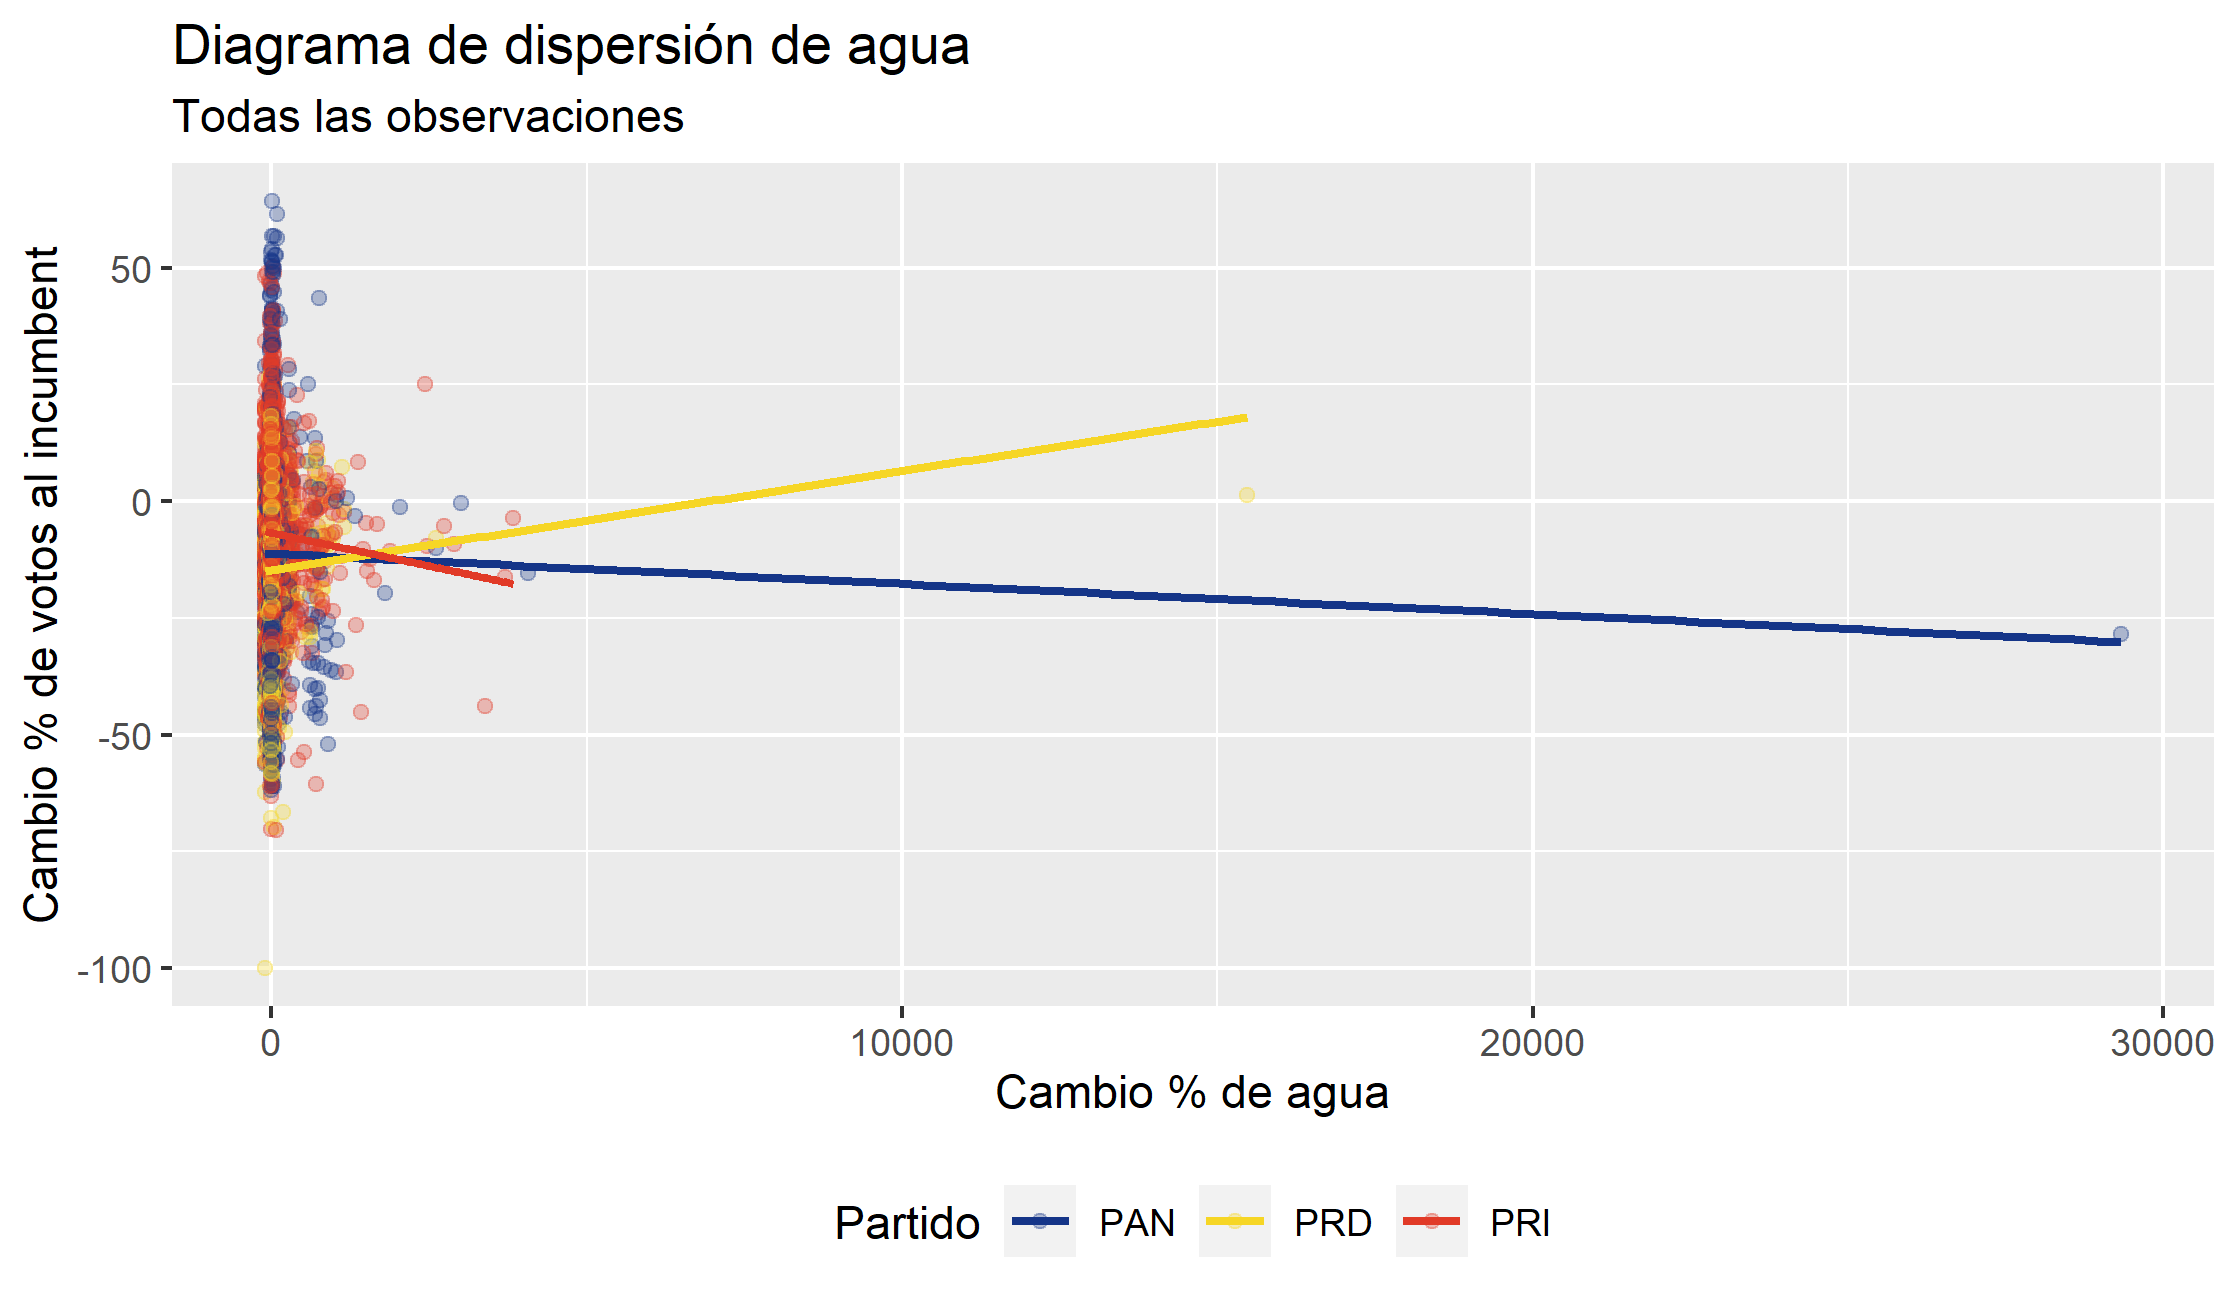 Diagrama de dispersión de agua
Todas las observaciones
Cambio % de votos al incumbent
50
0
-50
-100
0
10000
20000
30000
Cambio % de agua
Partido
PAN
PRD
PRI